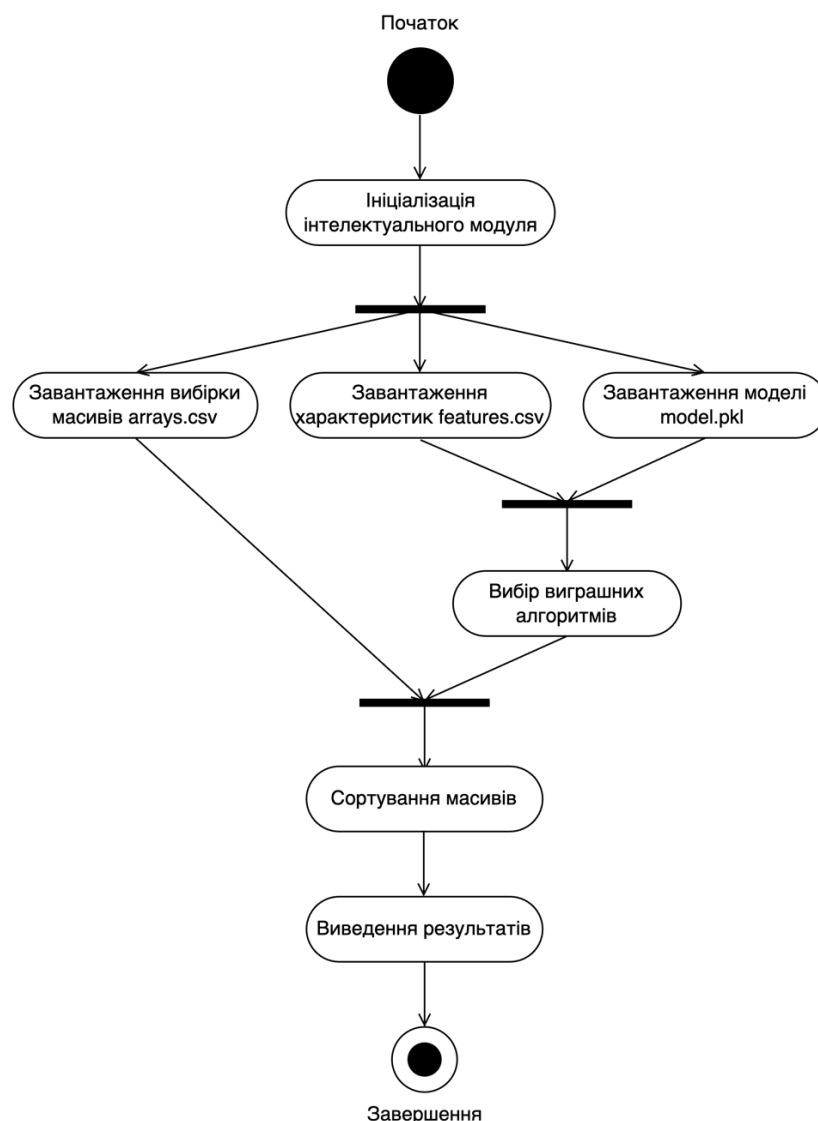 Початок
Ініціалізація
інтелектуального модуля
Завантаження вибірки
масивів arrays.csv
Завантаження
характеристик features.csv
Завантаження моделі
model.pkl
Вибір виграшних
алгоритмів
Сортування масивів
Виведення результатів
Завершення